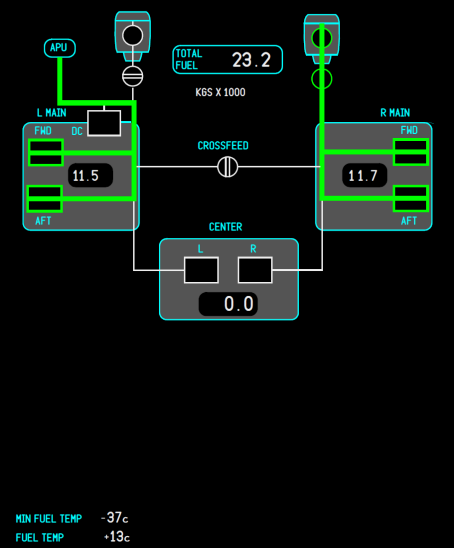 APU
TOTAL
FUEL 23.2
KGS X 1000
L MAIN
R MAIN
FWD
DC
FWD
CROSSFEED
11.5
11.7
AFT
AFT
CENTER
L R
0.0
MIN FUEL TEMP -37c
FUEL TEMP +13c